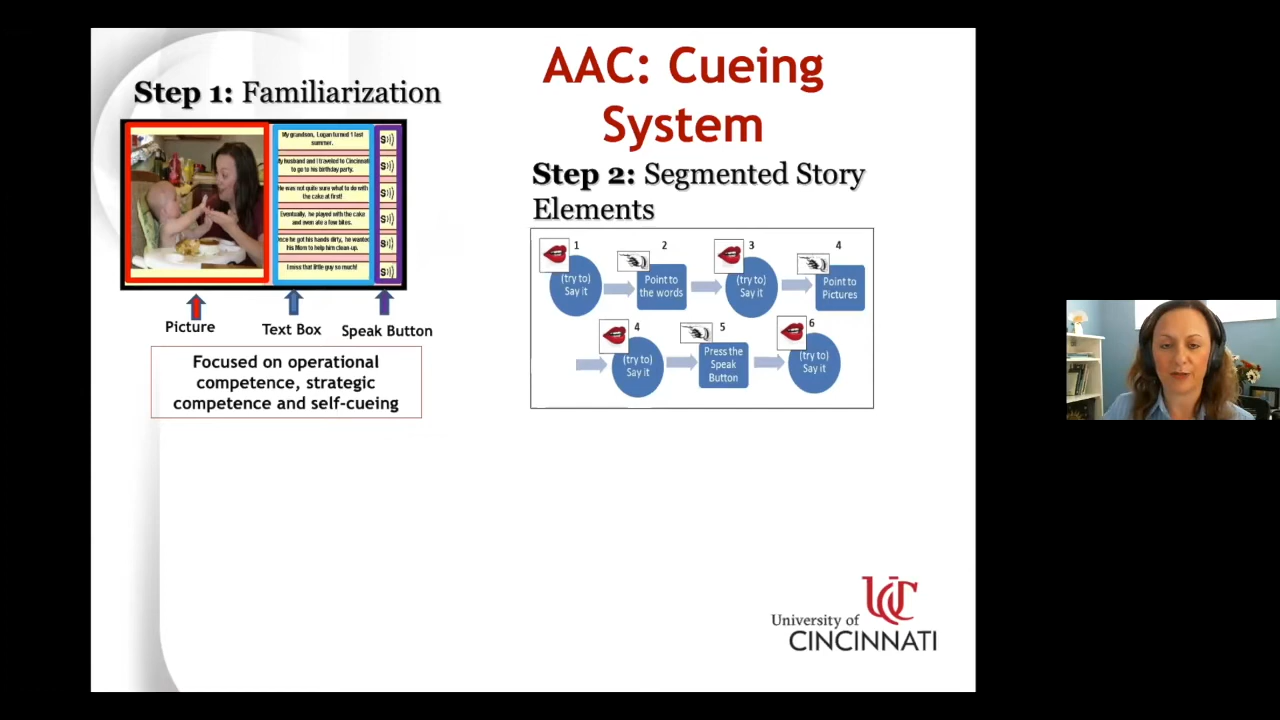 AAC: Cueing
System
Step 1: Familiarization
My grandson, Logan turned 1 last
summer.
My husband and I traveled to Cincinnati
to go to his birthday party.
He was not quite sure what to do with
the cake at first!
Eventually, he played with the cake
and even ate a few bites.
Once he got his hands dirty, he wanted
his Mom to help him clean-up.
I miss that little guy so much!
S
S
S
S
S
S
Picture
Text Box
Speak Button
Focused on operational
competence, strategic
competence and self-cueing
Step 2: Segmented Story
Elements
1
(try to)
Say it
2
Point to
the words
3
(try to)
Say it
4
Point to
Pictures
4
(try to)
Say it
5
Press the
Speak
Button
6
(try to)
Say it
UC
University of
CINCINNATI